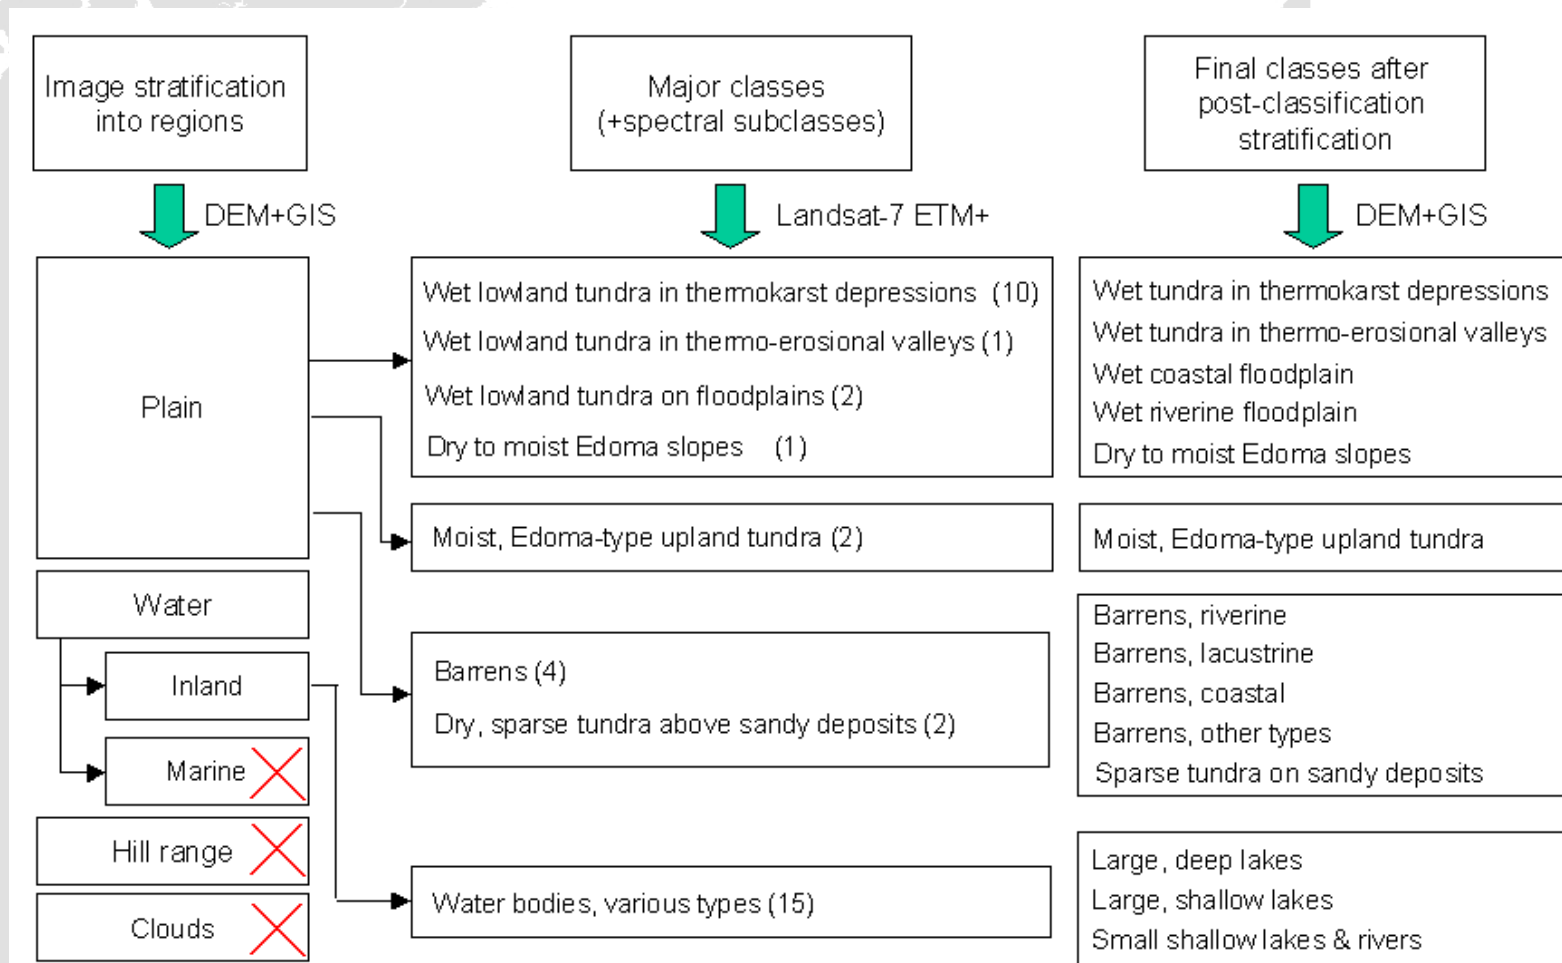 Image stratification
into regions
Major classes
(+spectral subclasses)
Final classes after
post-classification
stratification
DEM+GIS
Landsat-7 ETM+
DEM+GIS
Plain
Water
Inland
Marine
Hill range
Clouds
Wet lowland tundra in thermokarst depressions (10)
Wet lowland tundra in thermo-erosional valleys (1)
Wet lowland tundra on floodplains (2)
Dry to moist Edoma slopes (1)
Moist, Edoma-type upland tundra (2)
Barrens (4)
Dry, sparse tundra above sandy deposits (2)
Water bodies, various types (15)
Wet tundra in thermokarst depressions
Wet tundra in thermo-erosional valleys
Wet coastal floodplain
Wet riverine floodplain
Dry to moist Edoma slopes
Moist, Edoma-type upland tundra
Barrens, riverine
Barrens, lacustrine
Barrens, coastal
Barrens, other types
Sparse tundra on sandy deposits
Large, deep lakes
Large, shallow lakes
Small shallow lakes & rivers